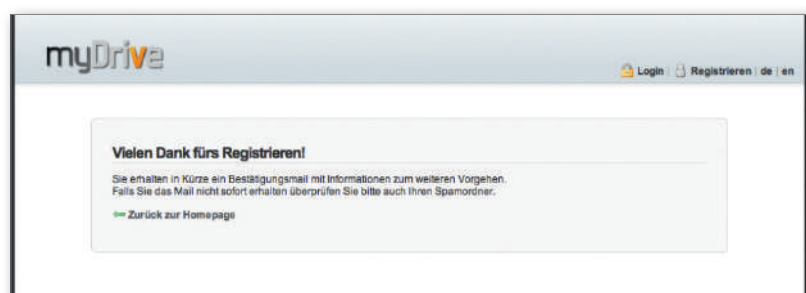 myDrive
Login | Registrieren | de | en
Vielen Dank fürs Registrieren!
Sie erhalten in Kürze ein Bestätigungsmail mit Informationen zum weiteren Vorgehen.
Falls Sie das Mail nicht sofort erhalten überprüfen Sie bitte auch Ihren Spamordner.
Zurück zur Homepage